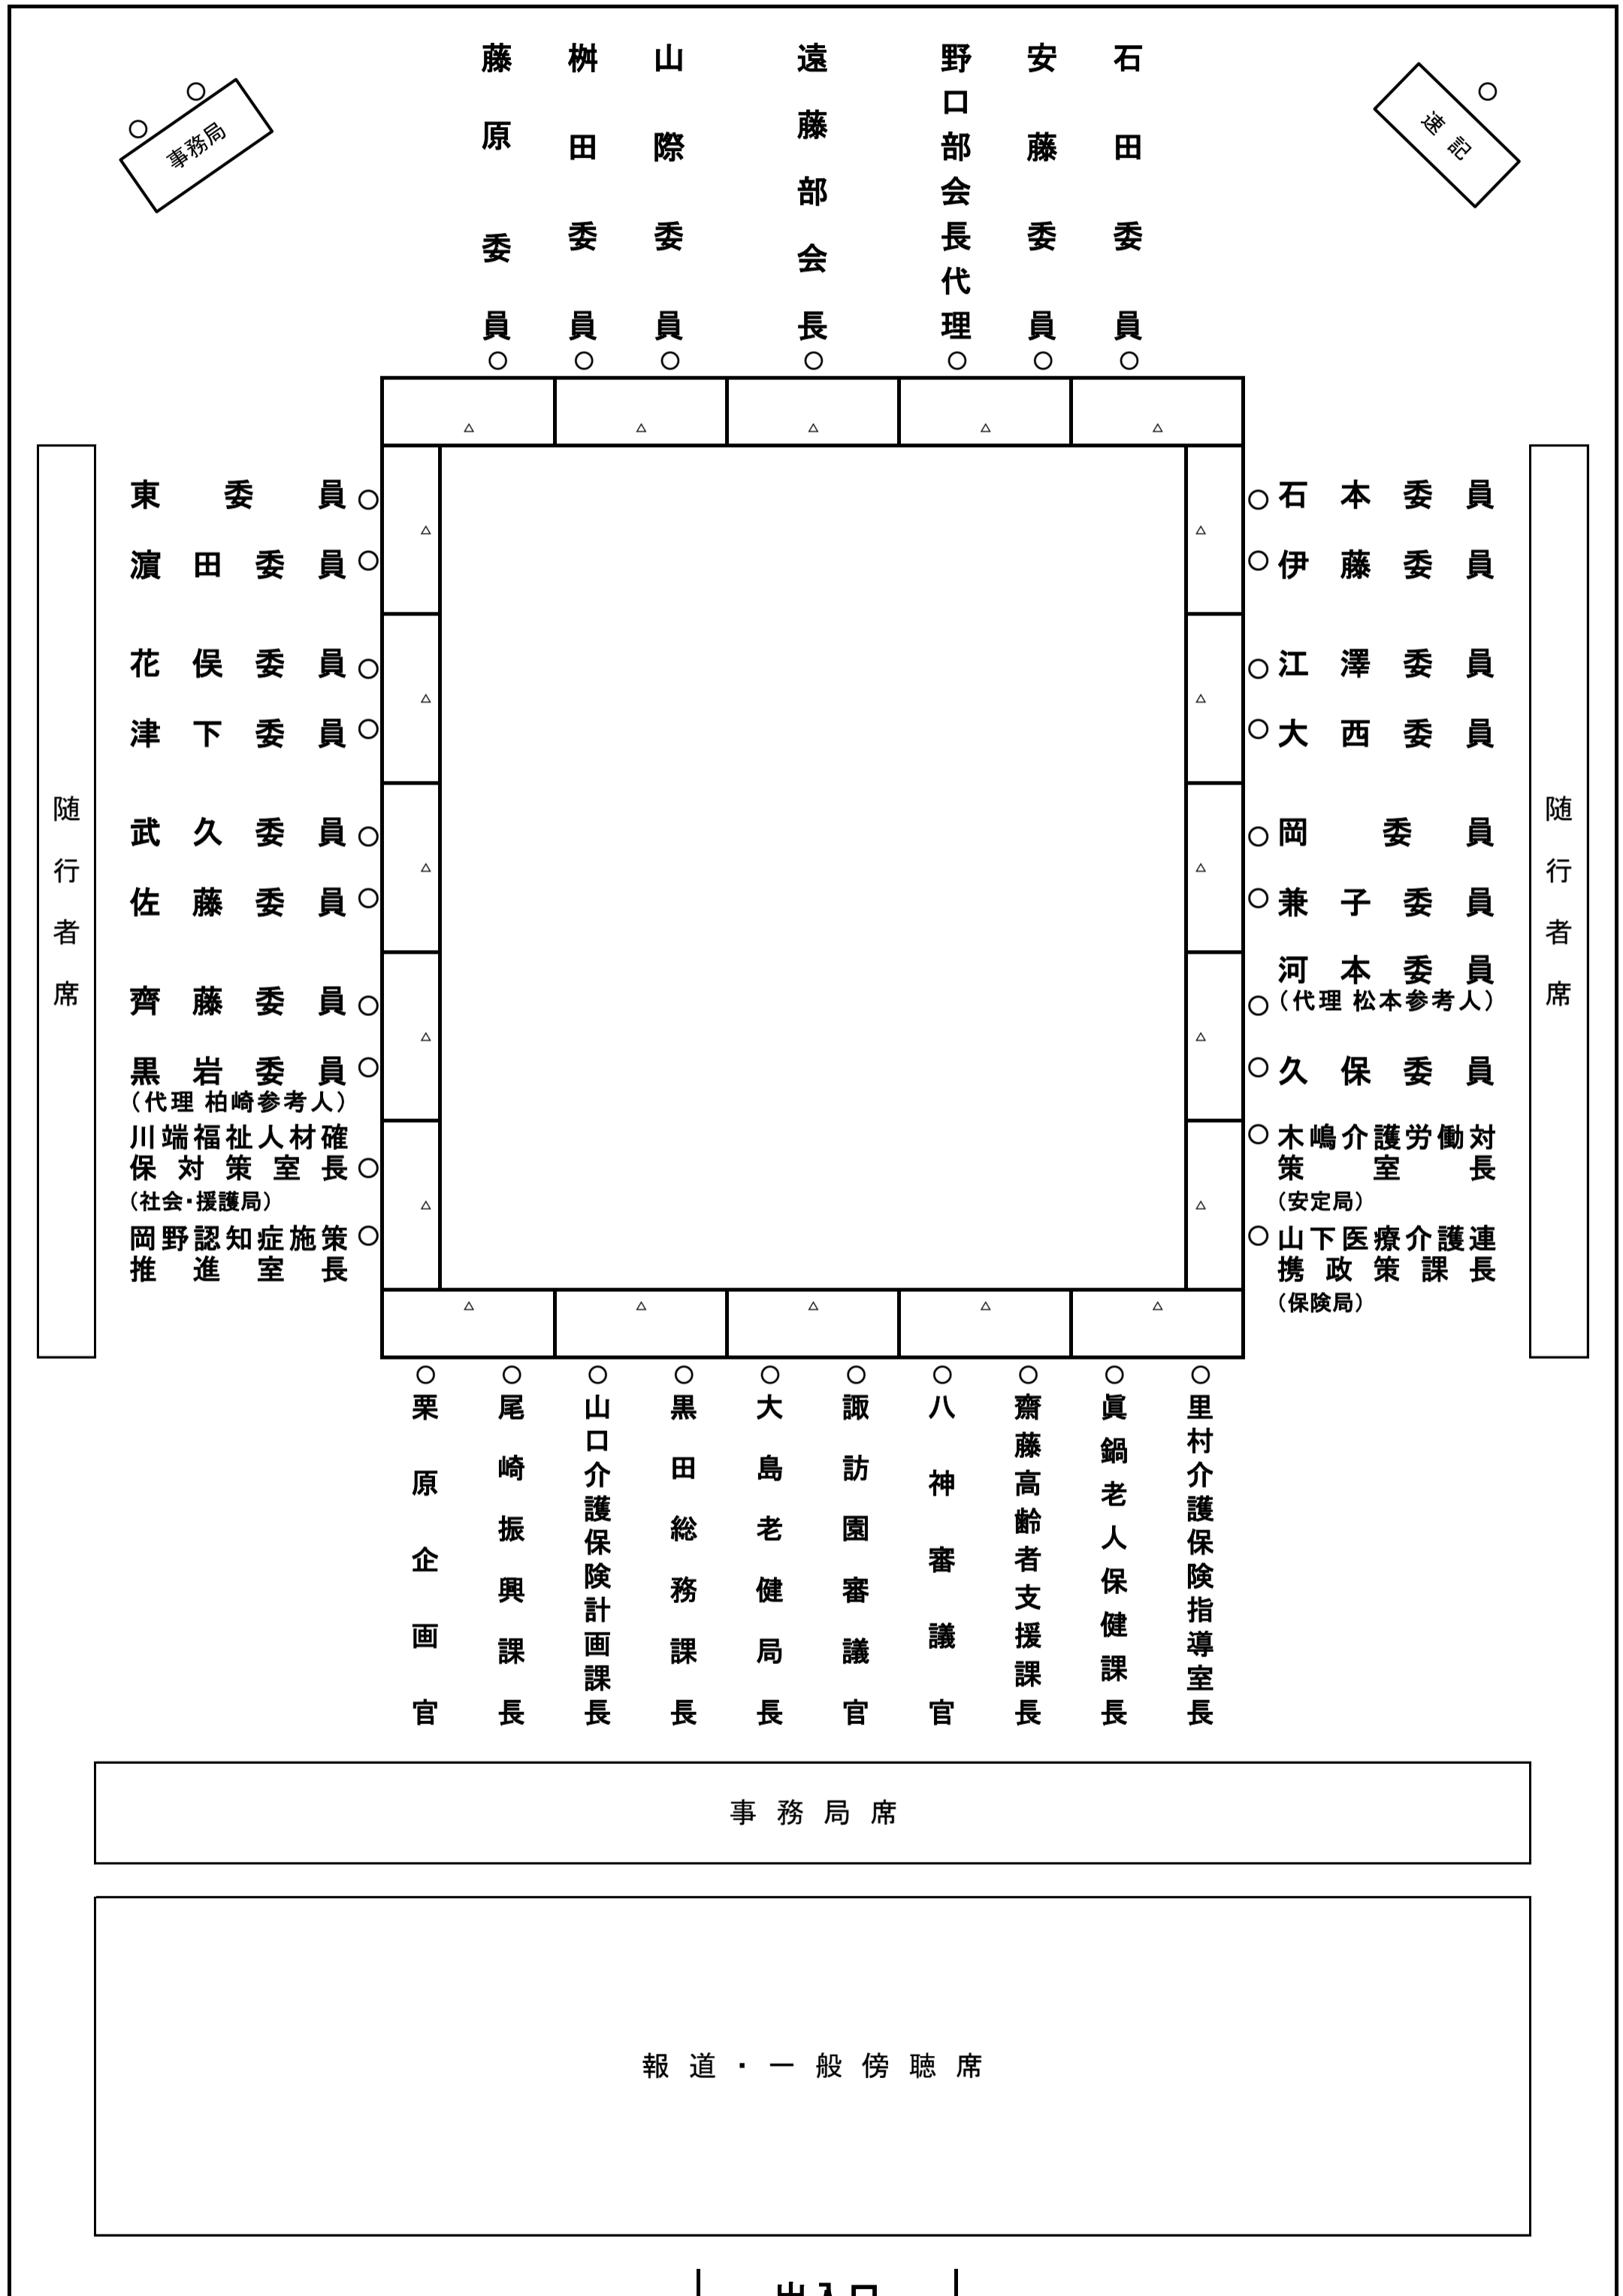 事務局
速記
藤原委員
桝田委員
山際委員
遠藤部会長
野口部会長代理
安藤委員
石田委員
随行者席
東委員
濵田委員
花俣委員
津下委員
武久委員
佐藤委員
齊藤委員
黒岩委員
（代理 柏崎参考人）
川端福祉人材確
保対策室長
（社会・援護局）
岡野認知症施策
推進室長
石本委員
伊藤委員
江澤委員
大西委員
岡委員
兼子委員
河本委員
（代理 松本参考人）
久保委員
木嶋介護労働対
策室長
（安定局）
山下医療介護連
携政策課長
（保険局）
随行者席
栗原企画官
尾崎振興課長
山口介護保険計画課長
黒田総務課長
大島老健局長
諏訪園審議官
八神審議官
齋藤高齢者支援課長
眞鍋老人保健課長
里村介護保険指導室長
事務局席
報道・一般傍聴席
出入口